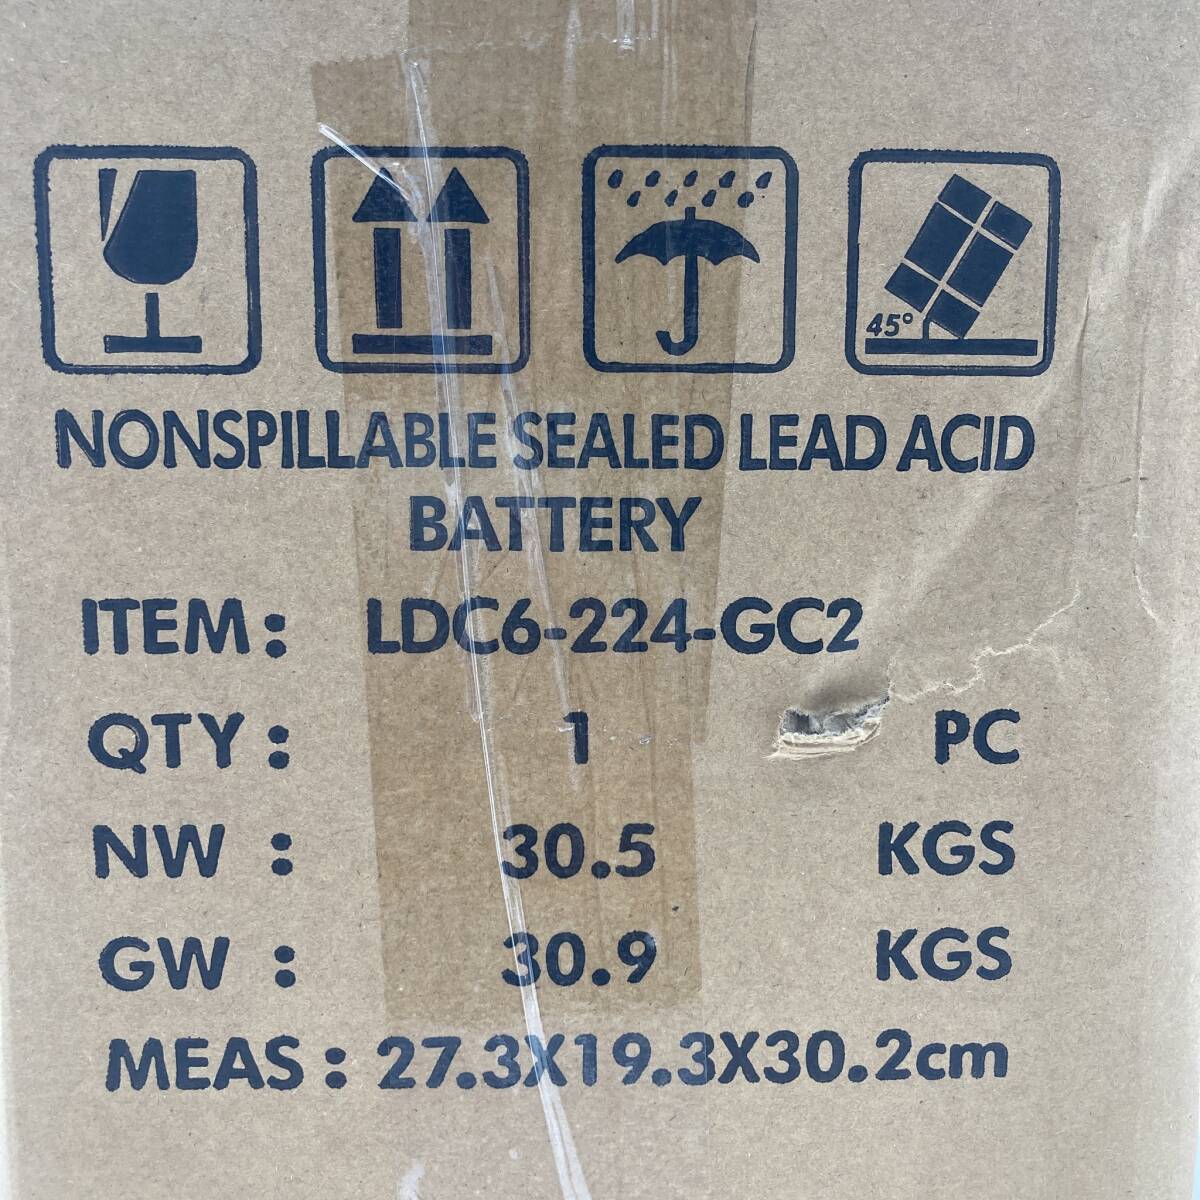 45°
NONSPILLABLE SEALED LEAD ACID
BATTERY
ITEM: LDC6-224-GC2
QTY: 1 PC
NW : 30.5 KGS
GW : 30.9 KGS
MEAS: 27.3X19.3X30.2cm